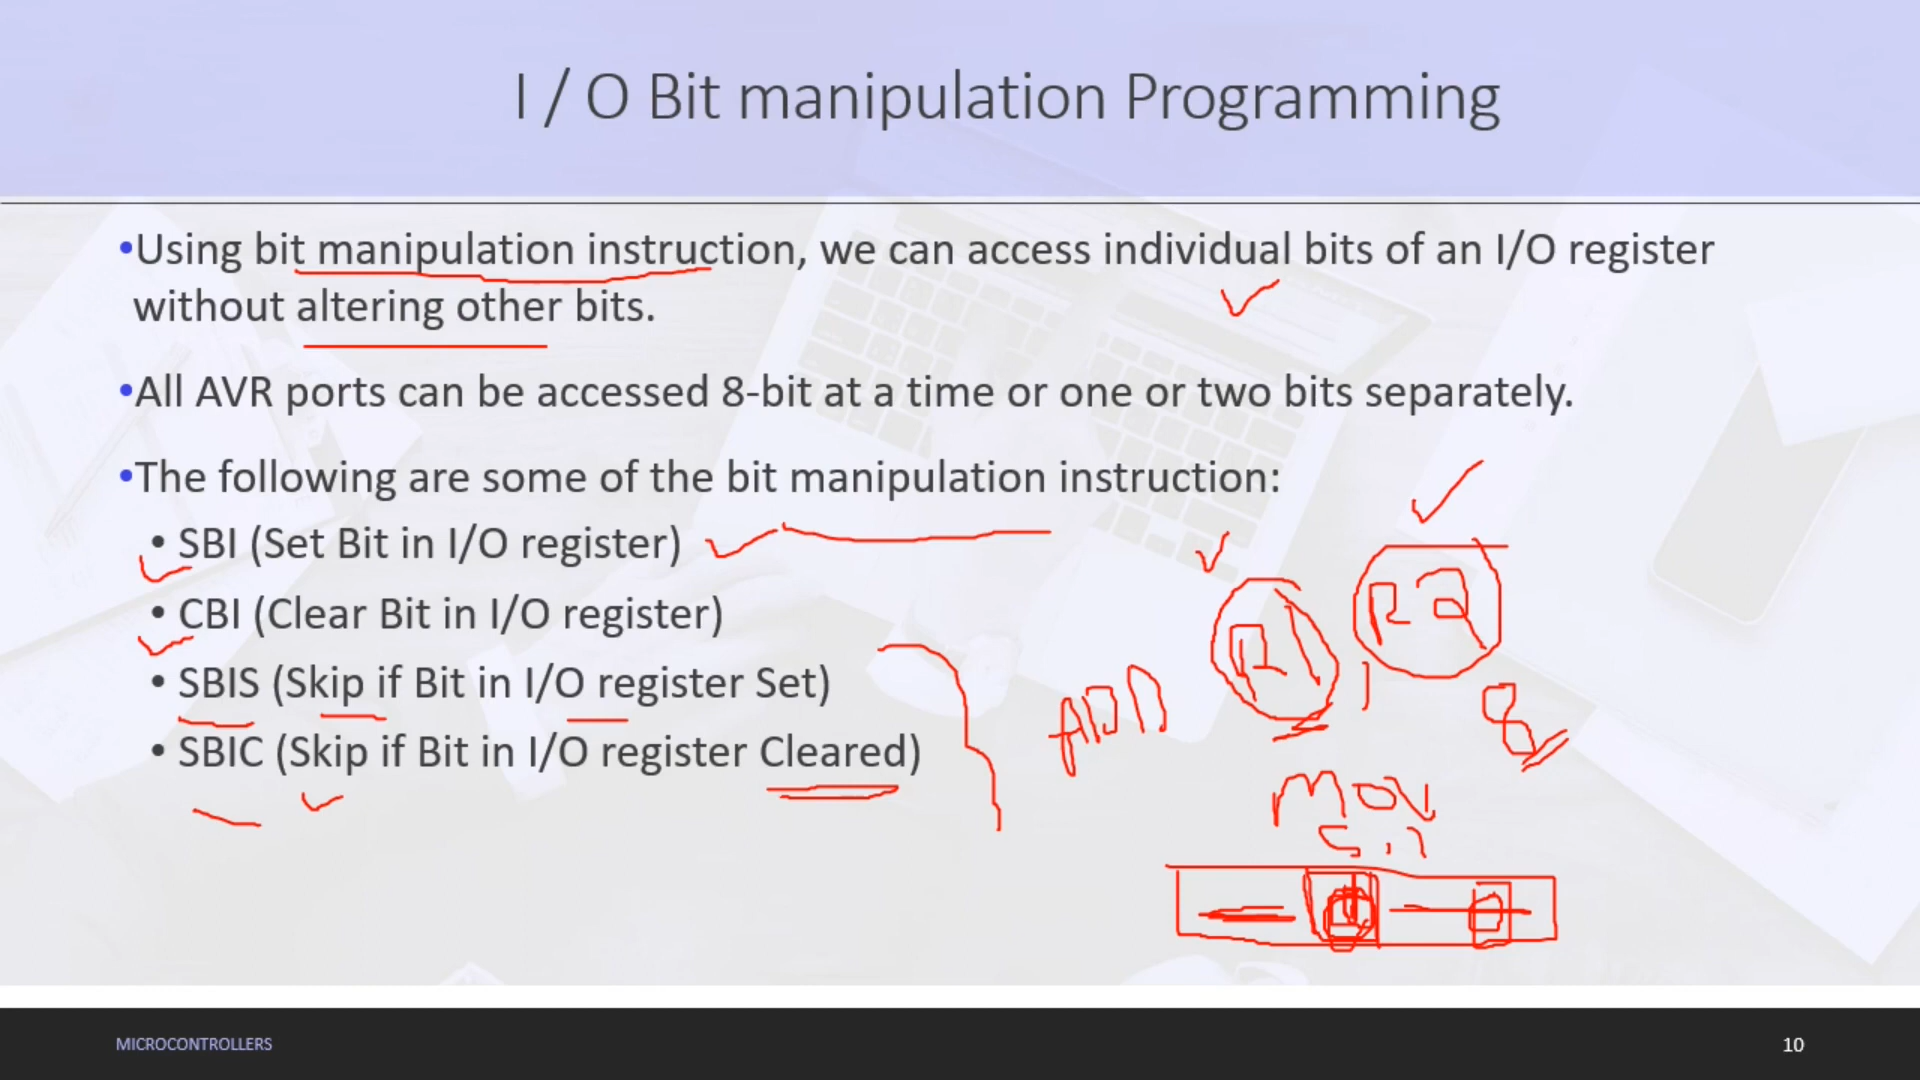 I / O Bit manipulation Programming
•Using bit manipulation instruction, we can access individual bits of an I/O register
without altering other bits.
•All AVR ports can be accessed 8-bit at a time or one or two bits separately.
•The following are some of the bit manipulation instruction:
• SBI (Set Bit in I/O register)
• CBI (Clear Bit in I/O register)
• SBIS (Skip if Bit in I/O register Set)
• SBIC (Skip if Bit in I/O register Cleared)
ADD R1, R2
8
MOV
MICROCONTROLLERS
10